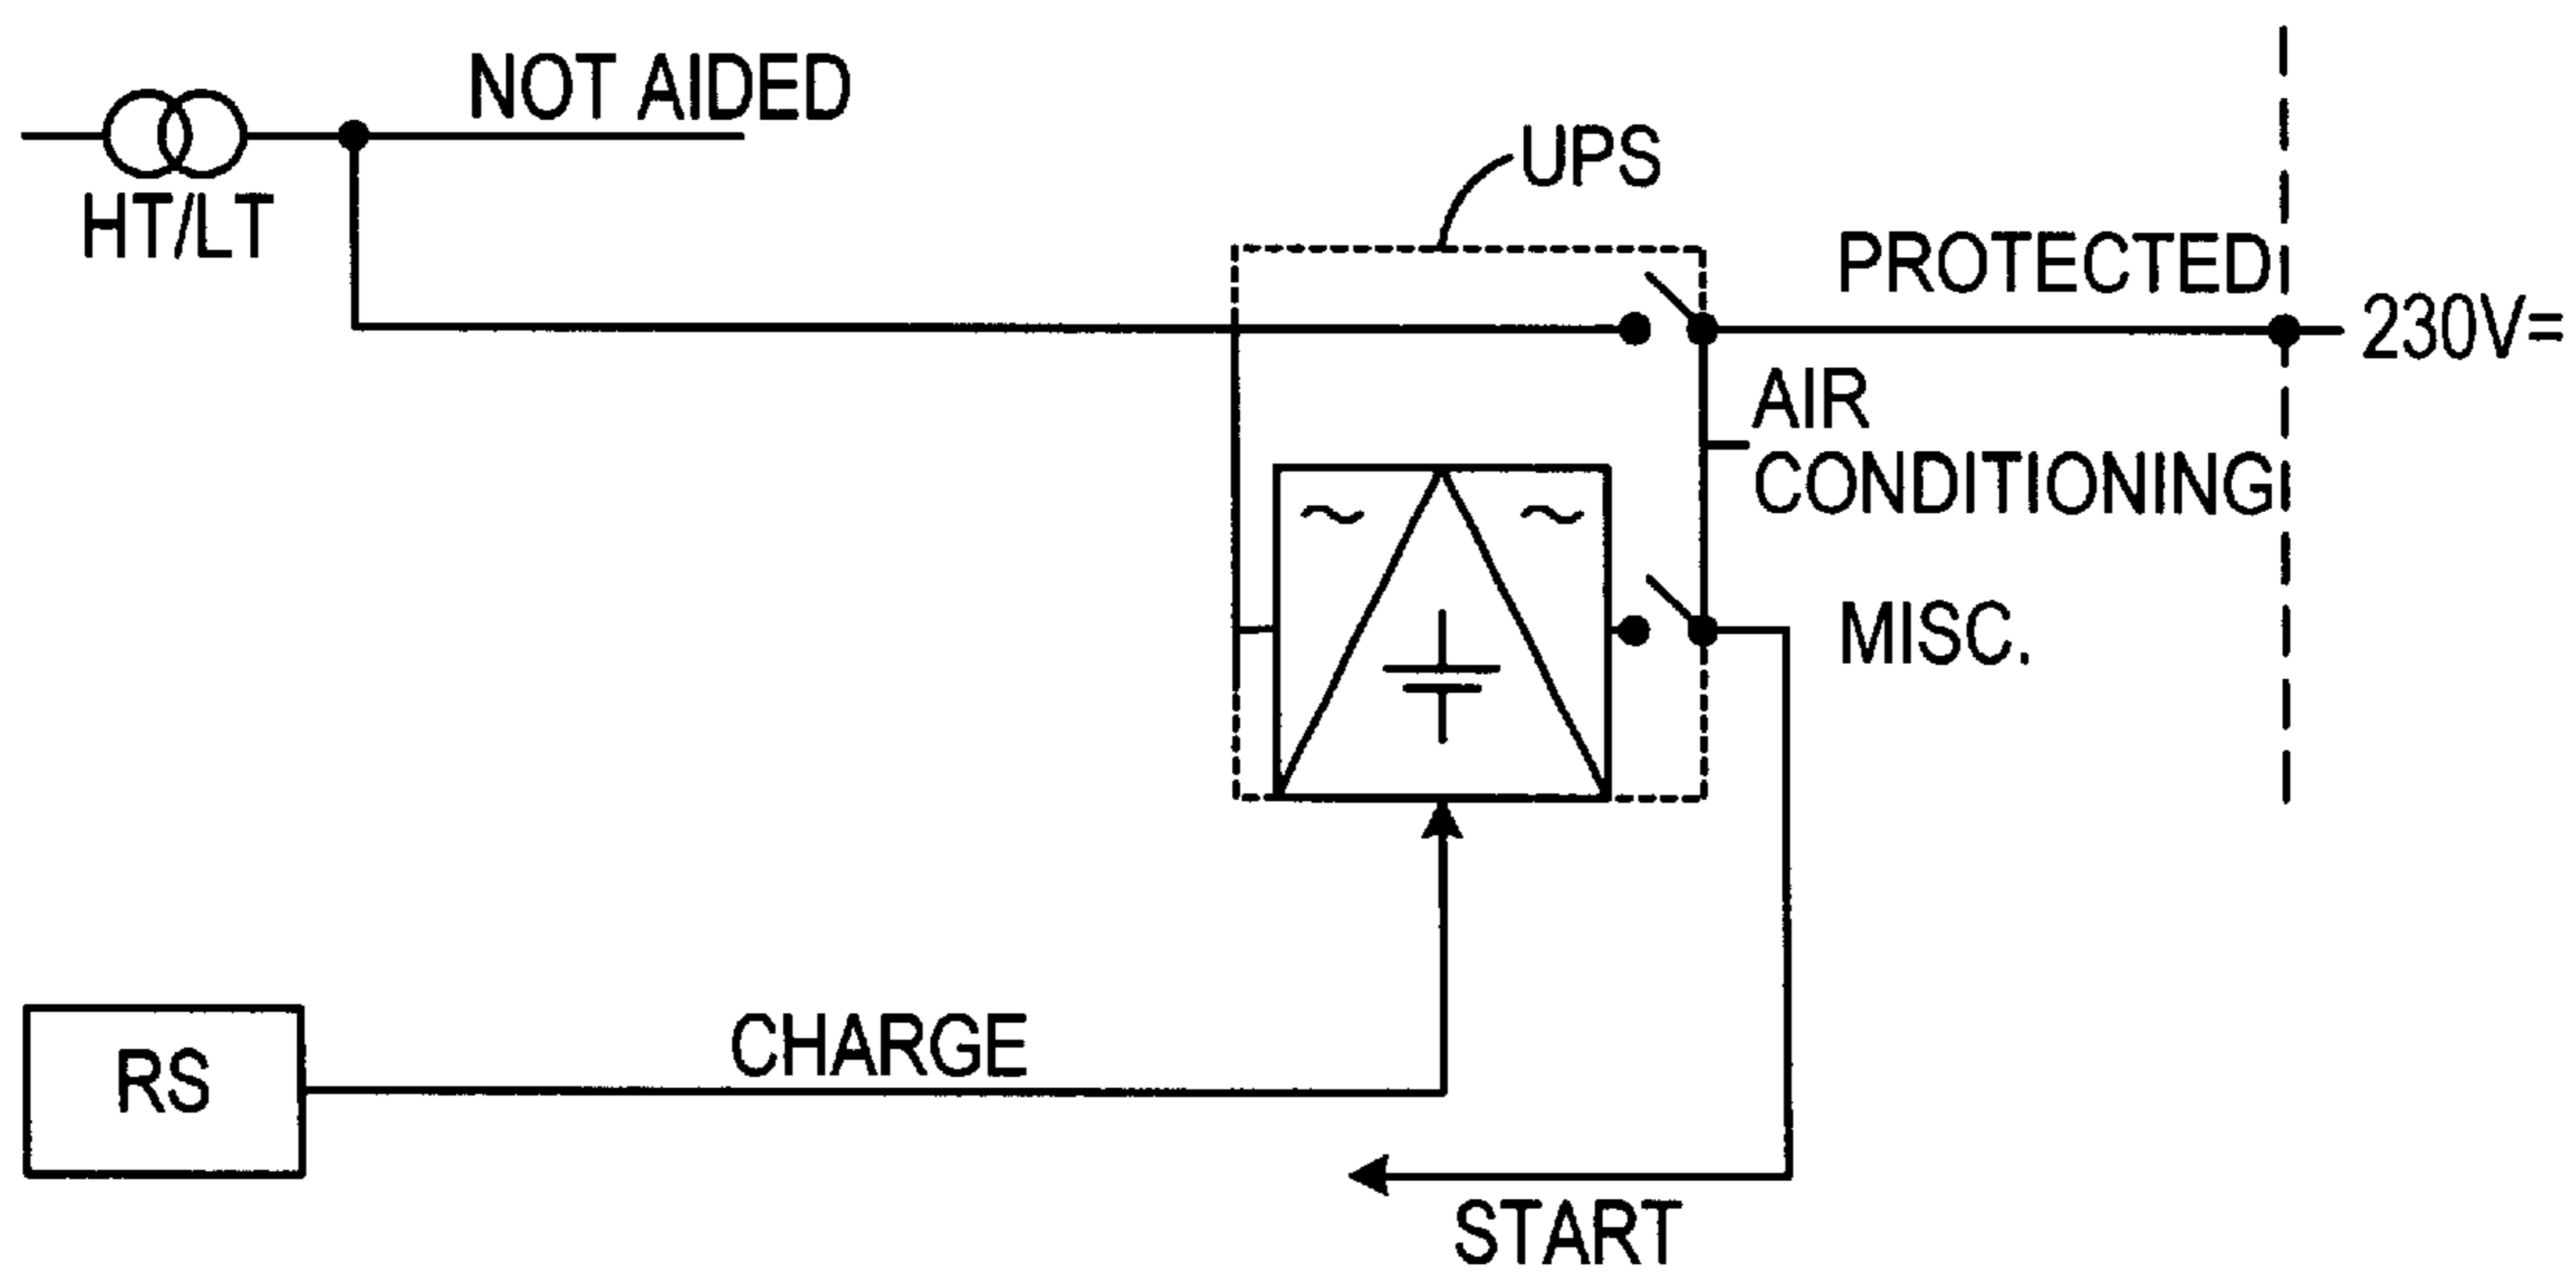 NOT AIDED
HT/LT
UPS
PROTECTED
230V=
AIR
CONDITIONING
MISC.
CHARGE
RS
START